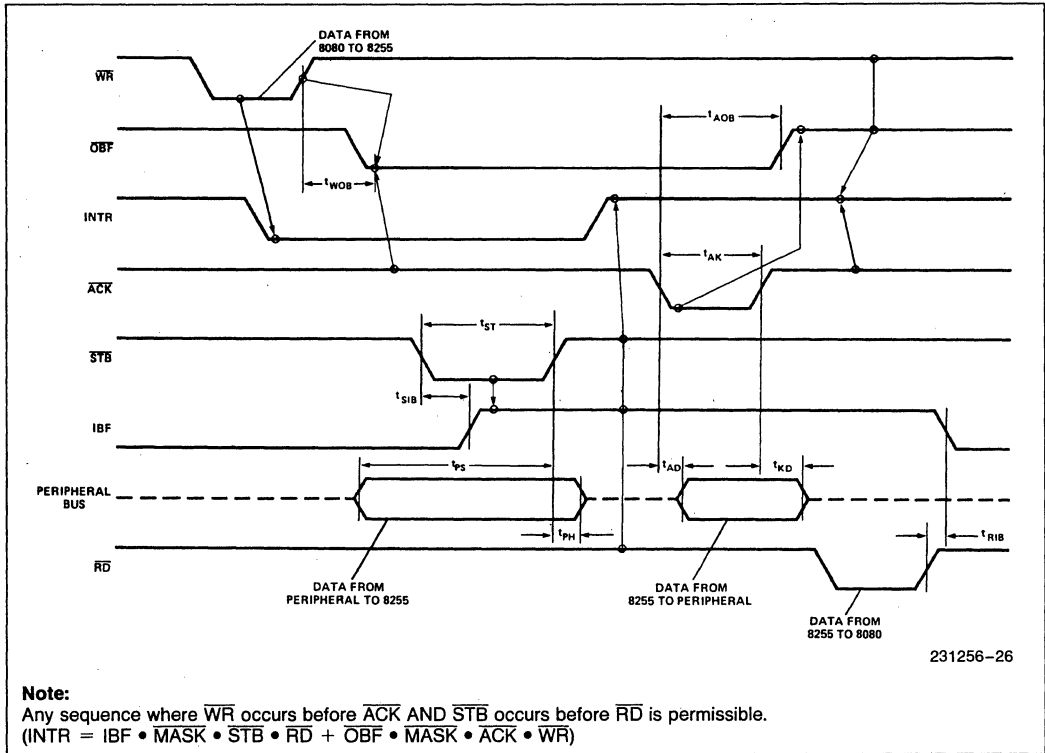 DATA FROM
8080 TO 8255
WR
tAOB
OBF
tWOB
INTR
tAK
ACK
tST
STB
tSIB
IBF
tPS
tAD
tKD
PERIPHERAL
BUS
tPH
tRIB
RD
DATA FROM
PERIPHERAL TO 8255
DATA FROM
8255 TO PERIPHERAL
DATA FROM
8255 TO 8080
231256–26
Note:
Any sequence where WR occurs before ACK AND STB occurs before RD is permissible.
(INTR = IBF • MASK • STB • RD + OBF • MASK • ACK • WR)